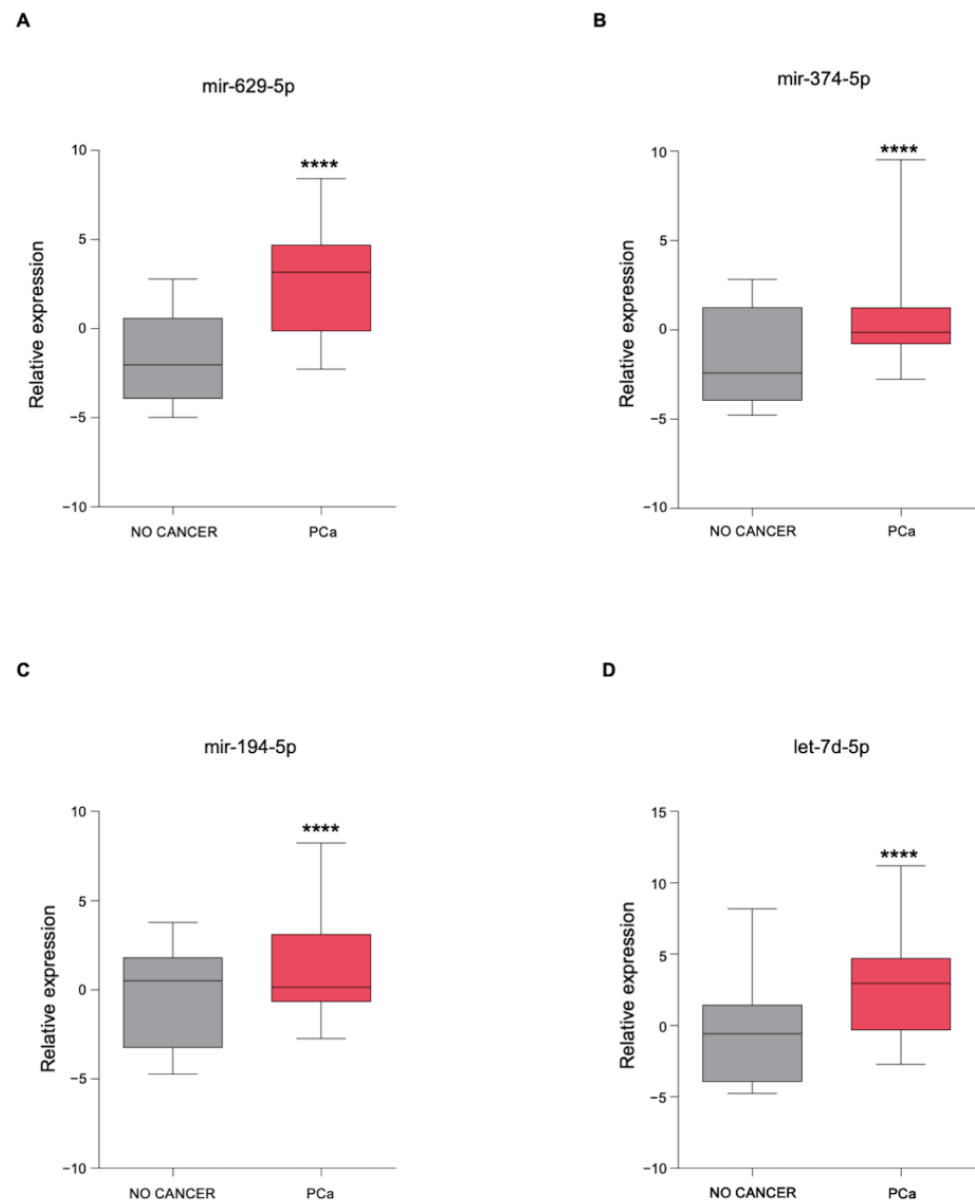 A
B
mir-629-5p
mir-374-5p
****
****
10
5
0
−5
−10
Relative expression
NO CANCER
PCa
10
5
0
−5
−10
Relative expression
NO CANCER
PCa
C
D
mir-194-5p
let-7d-5p
****
****
10
5
0
−5
−10
Relative expression
NO CANCER
PCa
15
10
5
0
−5
−10
Relative expression
NO CANCER
PCa